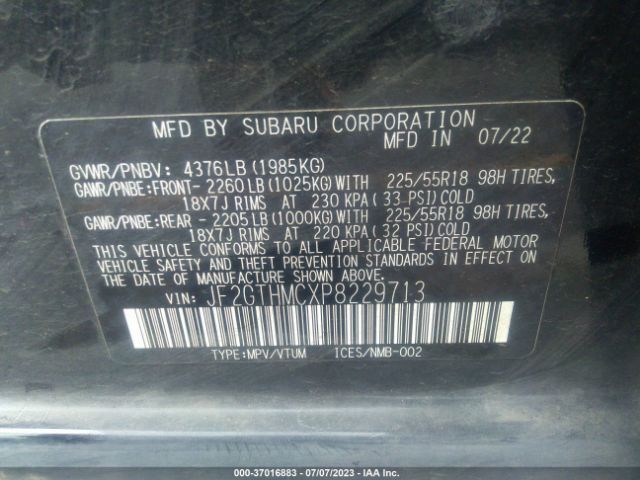 MFD BY SUBARU CORPORATION
MFD IN 07/22
GVWR/PNBV: 4376LB (1985KG)
GAWR/PNBE:FRONT- 2260 LB (1025KG)WITH 225/55R18 98H TIRES,
18X7J RIMS AT 230 KPA (33 PSI)COLD
GAWR/PNBE:REAR - 2205 LB (1000KG)WITH 225/55R18 98H TIRES,
18X7J RIMS AT 220 KPA (32 PSI)COLD
THIS VEHICLE CONFORMS TO ALL APPLICABLE FEDERAL MOTOR
VEHICLE SAFETY AND THEFT PREVENTION STANDARDS IN EFFECT ON
THE DATE OF MANUFACTURE SHOWN ABOVE.
VIN: JF2GTHMCXP8229713
TYPE:MPV/VTUM ICES/NMB-002
000-37016883 - 07/07/2023 - IAA Inc.